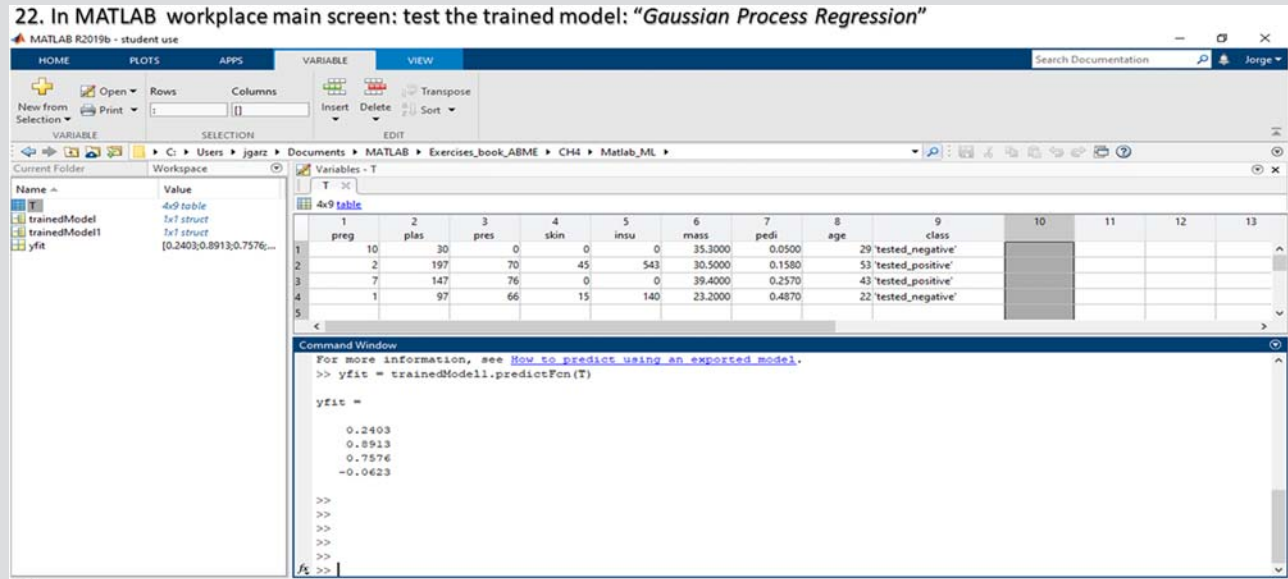 22. In MATLAB workplace main screen: test the trained model: "Gaussian Process Regression"
MATLAB R2019b - student use
HOME PLOTS APPS VARIABLE VIEW Search Documentation Jorge
New from Selection Open Print Rows Columns : [] Insert Delete Transpose Sort
VARIABLE SELECTION EDIT
C: Users jgarz Documents MATLAB Exercises_book_ABME CH4 Matlab_ML
Current Folder Workspace Variables - T
Name Value T
T 4x9 table
trainedModel 1x1 struct
trainedModel1 1x1 struct
yfit [0.2403;0.8913;0.7576;...
4x9 table
1 2 3 4 5 6 7 8 9 10 11 12 13
preg plas pres skin insu mass pedi age class
1 10 30 0 0 0 35.3000 0.0500 29 'tested_negative'
2 2 197 70 45 543 30.5000 0.1580 53 'tested_positive'
3 7 147 76 0 0 39.4000 0.2570 43 'tested_positive'
4 1 97 66 15 140 23.2000 0.4870 22 'tested_negative'
5
Command Window
For more information, see How to predict using an exported model.
>> yfit = trainedModel1.predictFcn(T)
yfit =
0.2403
0.8913
0.7576
-0.0623
>>
>>
>>
>>
>>
fx >>